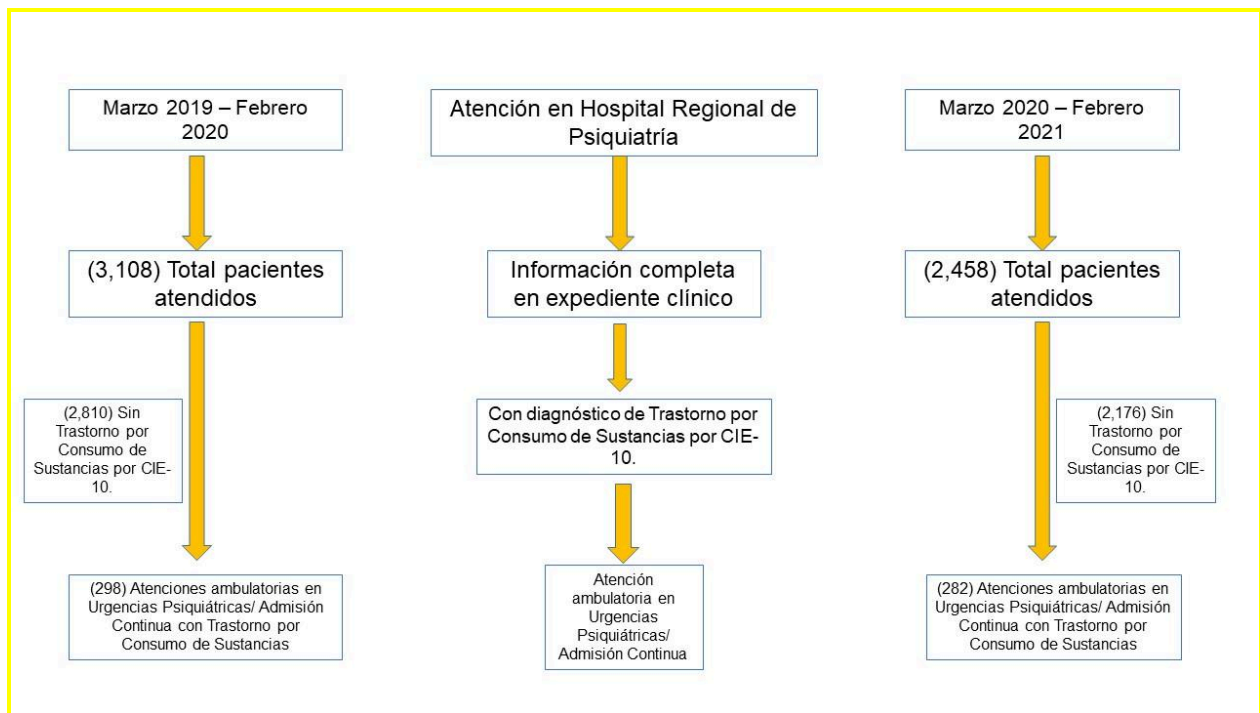 Marzo 2019 – Febrero
2020
Atención en Hospital Regional de
Psiquiatría
Marzo 2020 – Febrero
2021
(3,108) Total pacientes
atendidos
Información completa
en expediente clínico
(2,458) Total pacientes
atendidos
(2,810) Sin
Trastorno por
Consumo de
Sustancias por CIE-
10.
Con diagnóstico de Trastorno por
Consumo de Sustancias por CIE-
10.
(2,176) Sin
Trastorno por
Consumo de
Sustancias por CIE-
10.
(298) Atenciones ambulatorias en
Urgencias Psiquiátricas/ Admisión
Continua con Trastorno por
Consumo de Sustancias
Atención
ambulatoria en
Urgencias
Psiquiátricas/
Admisión Continua
(282) Atenciones ambulatorias en
Urgencias Psiquiátricas/ Admisión
Continua con Trastorno por
Consumo de Sustancias